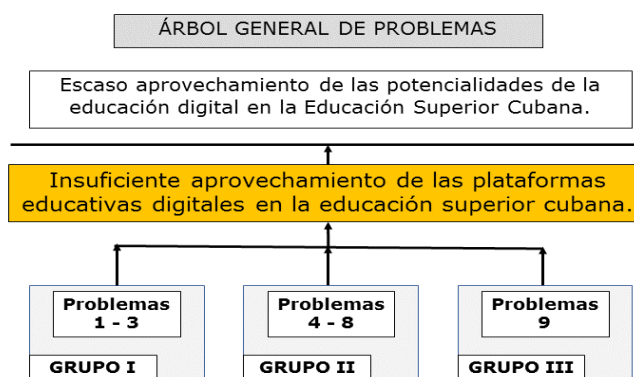 ÁRBOL GENERAL DE PROBLEMAS
Escaso aprovechamiento de las potencialidades de la
educación digital en la Educación Superior Cubana.
Insuficiente aprovechamiento de las plataformas
educativas digitales en la educación superior cubana.
Problemas
1 - 3
Problemas
4 - 8
Problemas
9
GRUPO I
GRUPO II
GRUPO III